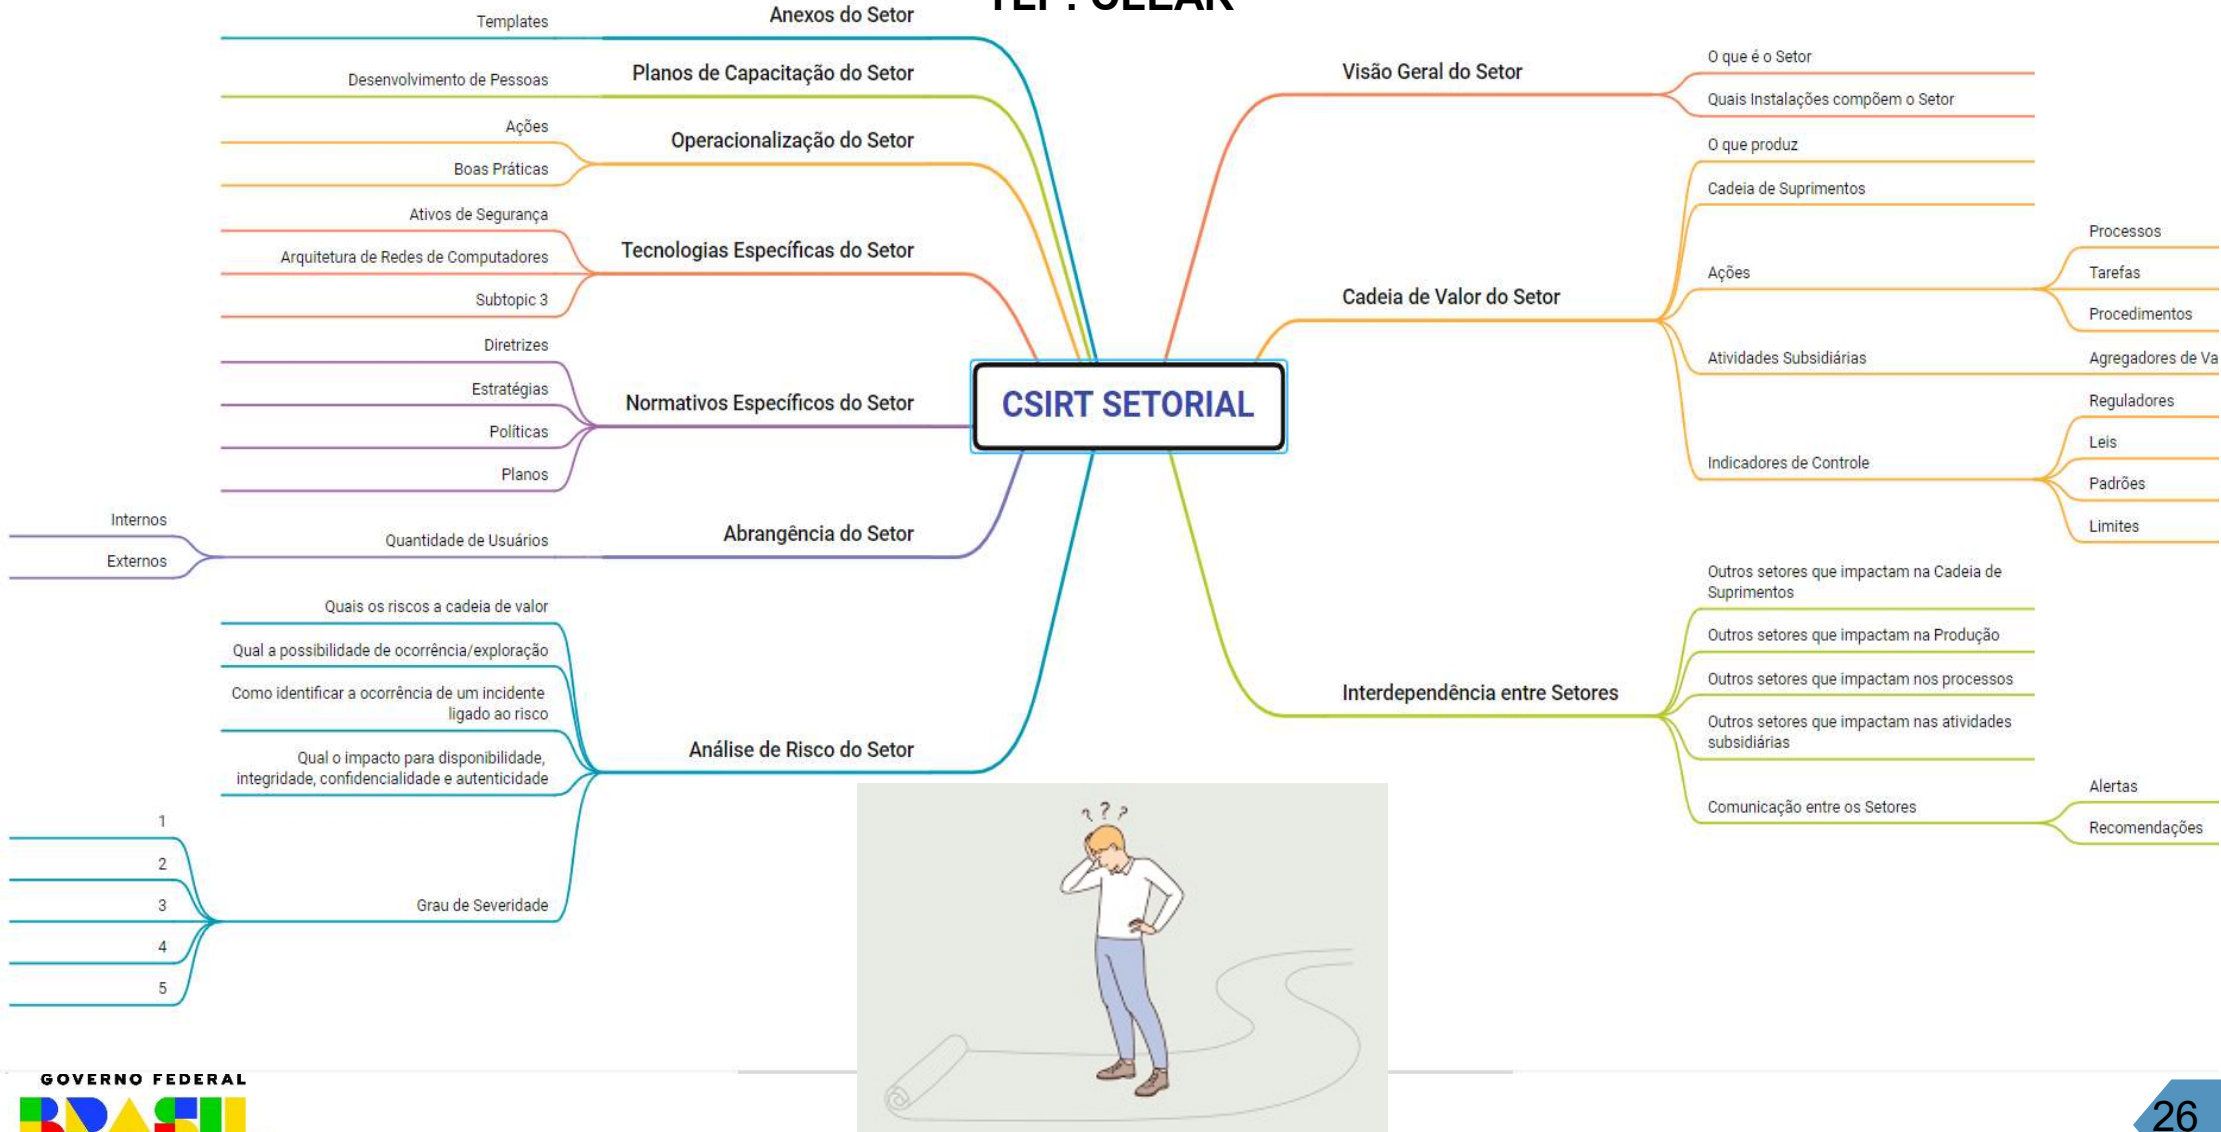 TLP: CLEAR
Anexos do Setor
Templates
Planos de Capacitação do Setor
Desenvolvimento de Pessoas
Operacionalização do Setor
Ações
Boas Práticas
Tecnologias Específicas do Setor
Ativos de Segurança
Arquitetura de Redes de Computadores
Subtopic 3
Normativos Específicos do Setor
Diretrizes
Estratégias
Políticas
Planos
Abrangência do Setor
Quantidade de Usuários
Internos
Externos
Análise de Risco do Setor
Quais os riscos a cadeia de valor
Qual a possibilidade de ocorrência/exploração
Como identificar a ocorrência de um incidente
ligado ao risco
Qual o impacto para disponibilidade,
integridade, confidencialidade e autenticidade
Grau de Severidade
1
2
3
4
5
CSIRT SETORIAL
Visão Geral do Setor
O que é o Setor
Quais Instalações compõem o Setor
Cadeia de Valor do Setor
O que produz
Cadeia de Suprimentos
Ações
Processos
Tarefas
Procedimentos
Atividades Subsidiárias
Agregadores de Va
Indicadores de Controle
Reguladores
Leis
Padrões
Limites
Interdependência entre Setores
Outros setores que impactam na Cadeia de
Suprimentos
Outros setores que impactam na Produção
Outros setores que impactam nos processos
Outros setores que impactam nas atividades
subsidiárias
Comunicação entre os Setores
Alertas
Recomendações
? ? ?
GOVERNO FEDERAL
BRASIL
26